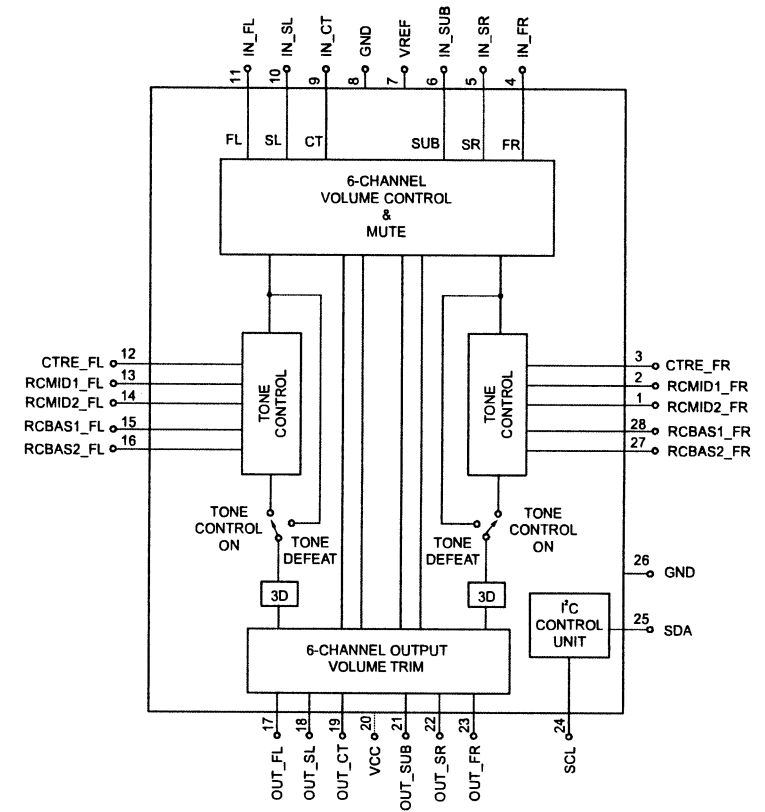 IN_FL
IN_SL
IN_CT
GND
VREF
IN_SUB
IN_SR
IN_FR
11
10
9
8
7
6
5
4
FL
SL
CT
SUB
SR
FR
6-CHANNEL
VOLUME CONTROL
&
MUTE
CTRE_FL
12
RCMID1_FL
13
RCMID2_FL
14
RCBAS1_FL
15
RCBAS2_FL
16
TONE
CONTROL
TONE
CONTROL
3
CTRE_FR
2
RCMID1_FR
1
RCMID2_FR
28
RCBAS1_FR
27
RCBAS2_FR
TONE
CONTROL
ON
TONE
DEFEAT
TONE
DEFEAT
TONE
CONTROL
ON
26
GND
3D
3D
I²C
CONTROL
UNIT
25
SDA
6-CHANNEL OUTPUT
VOLUME TRIM
17
18
19
20
21
22
23
24
OUT_FL
OUT_SL
OUT_CT
VCC
OUT_SUB
OUT_SR
OUT_FR
SCL